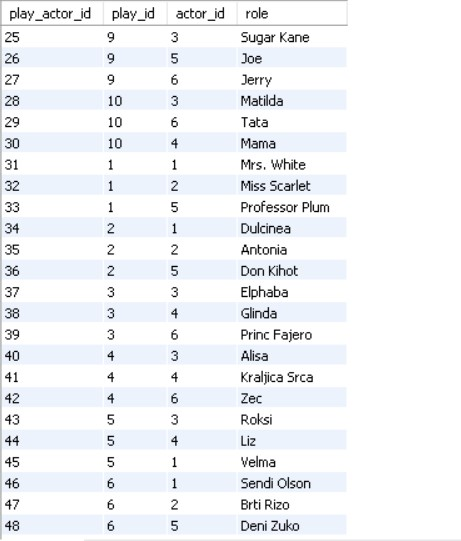 play_actor_id play_id actor_id role
25 9 3 Sugar Kane
26 9 5 Joe
27 9 6 Jerry
28 10 3 Matilda
29 10 6 Tata
30 10 4 Mama
31 1 1 Mrs. White
32 1 2 Miss Scarlet
33 1 5 Professor Plum
34 2 1 Dulcinea
35 2 2 Antonia
36 2 5 Don Kihot
37 3 3 Elphaba
38 3 4 Glinda
39 3 6 Princ Fajero
40 4 3 Alisa
41 4 4 Kraljica Srca
42 4 6 Zec
43 5 3 Roksi
44 5 4 Liz
45 5 1 Velma
46 6 1 Sendi Olson
47 6 2 Brti Rizo
48 6 5 Deni Zuko